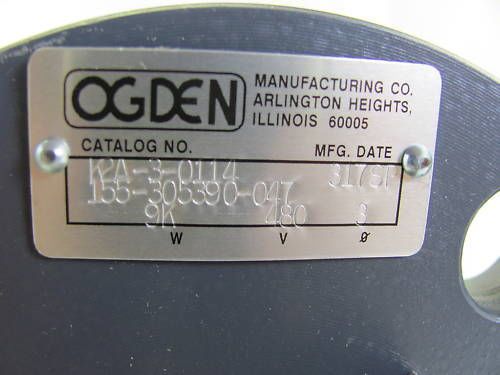 OGDEN
MANUFACTURING CO.
ARLINGTON HEIGHTS,
ILLINOIS 60005
CATALOG NO. MFG. DATE
K2A-3-0114
155-305390-047
9K 480 3
W V ø